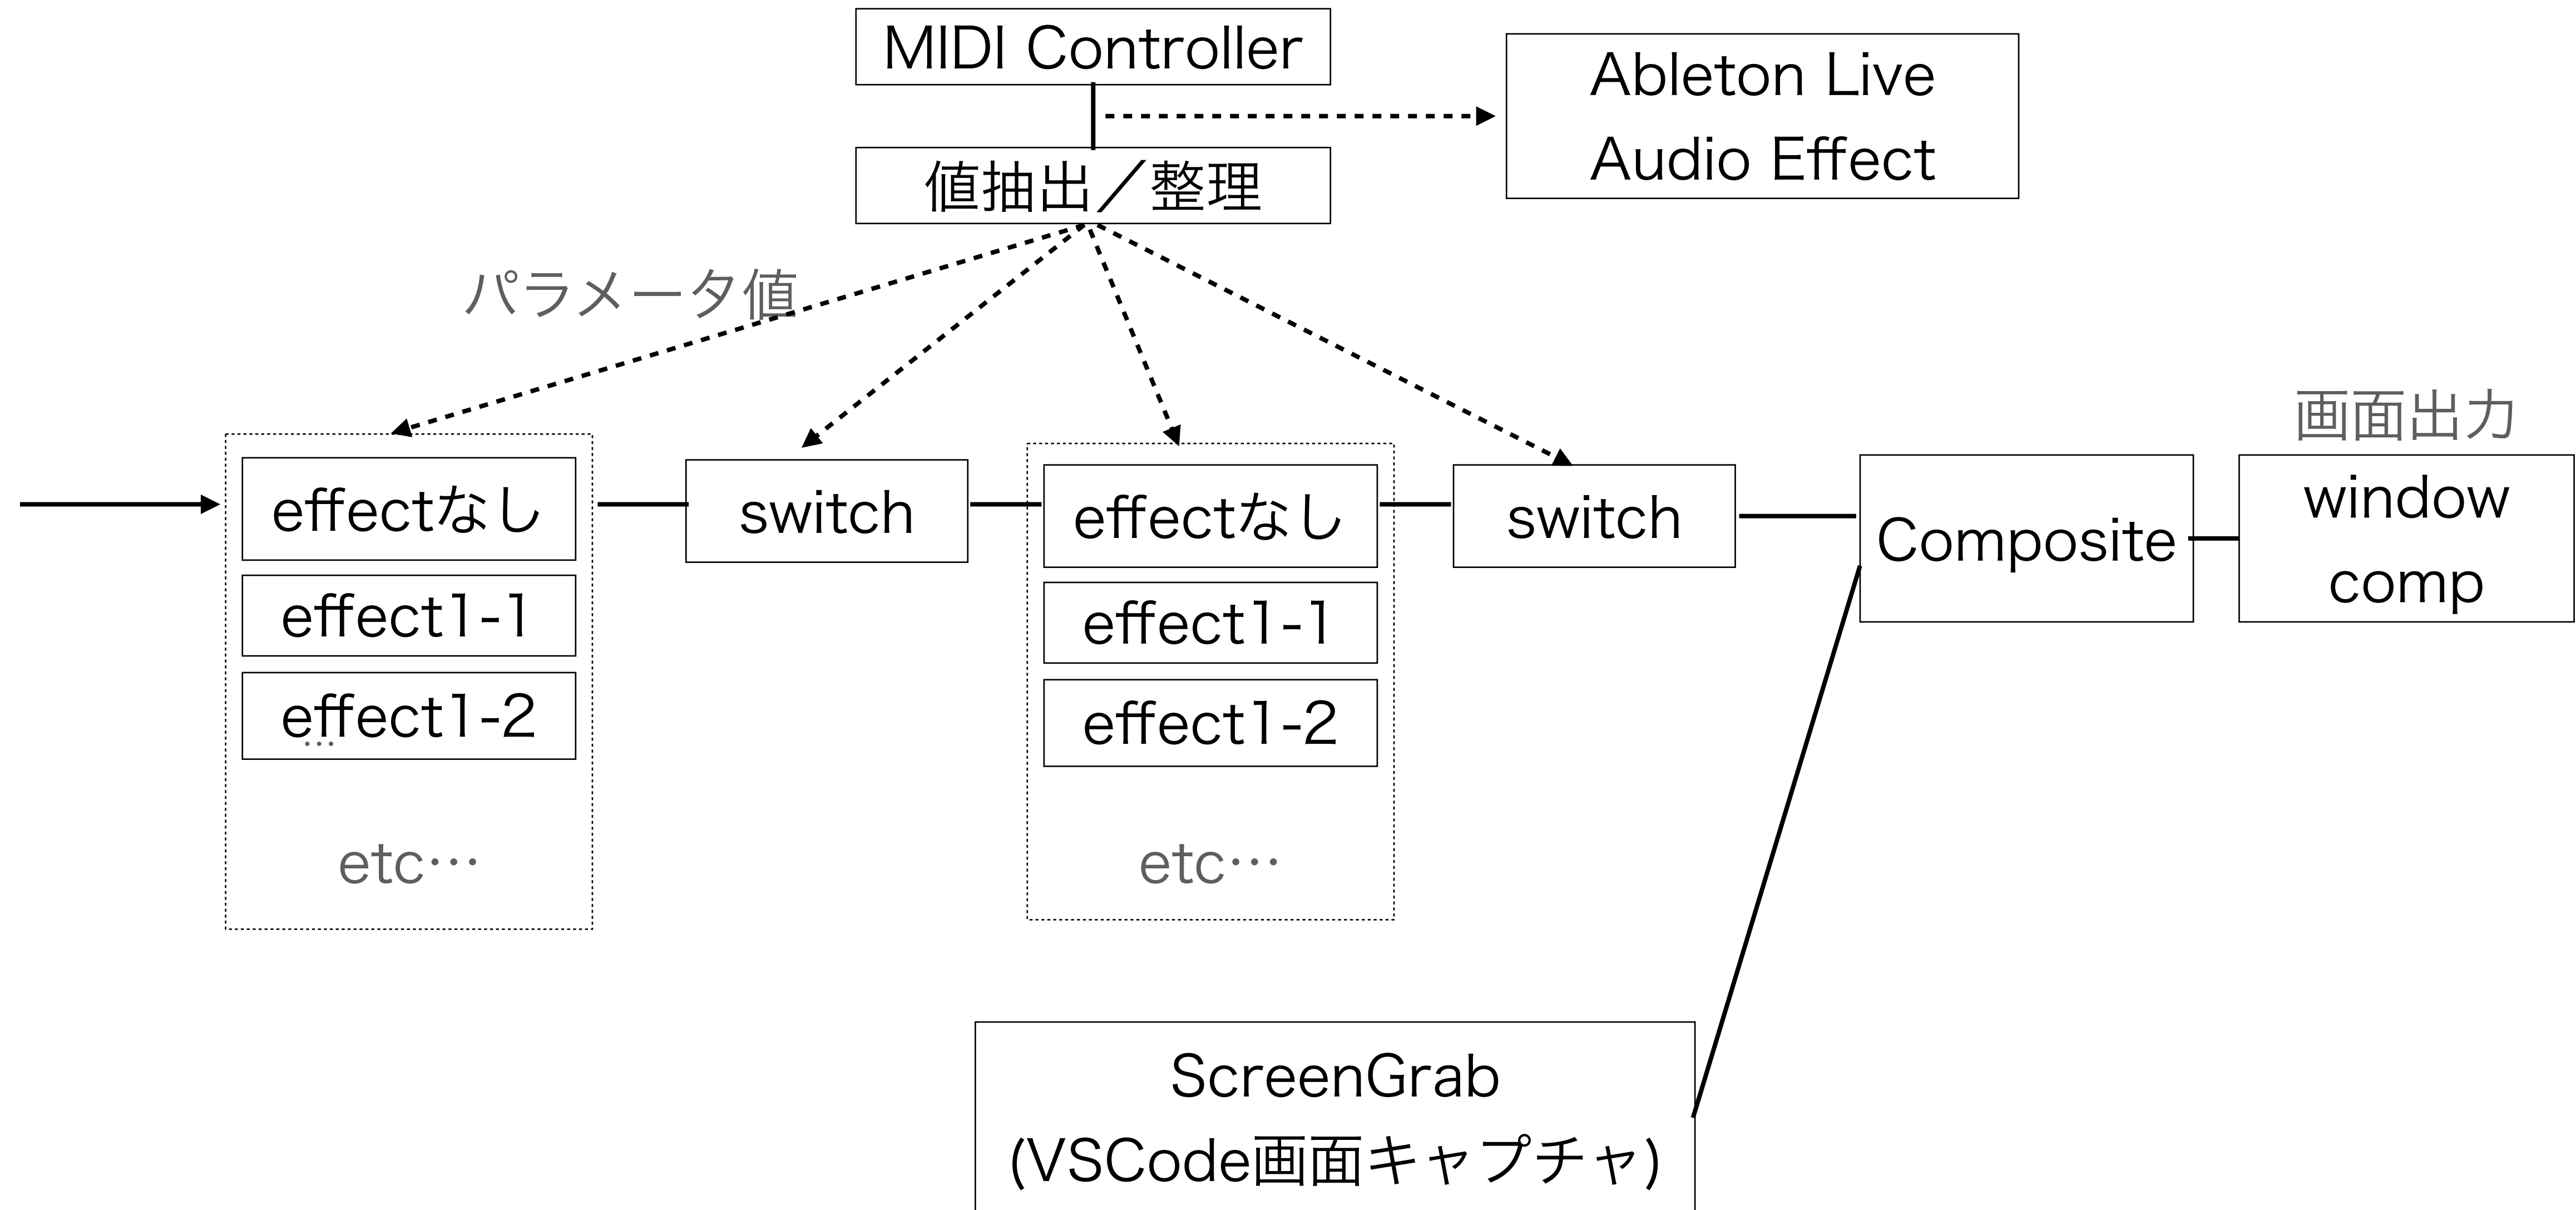 MIDI Controller
Ableton Live
Audio Effect
値抽出／整理
パラメータ値
画面出力
effectなし
effect1-1
effect1-2
…
etc…
switch
effectなし
effect1-1
effect1-2
etc…
switch
Composite
window
comp
ScreenGrab
(VSCode画面キャプチャ)